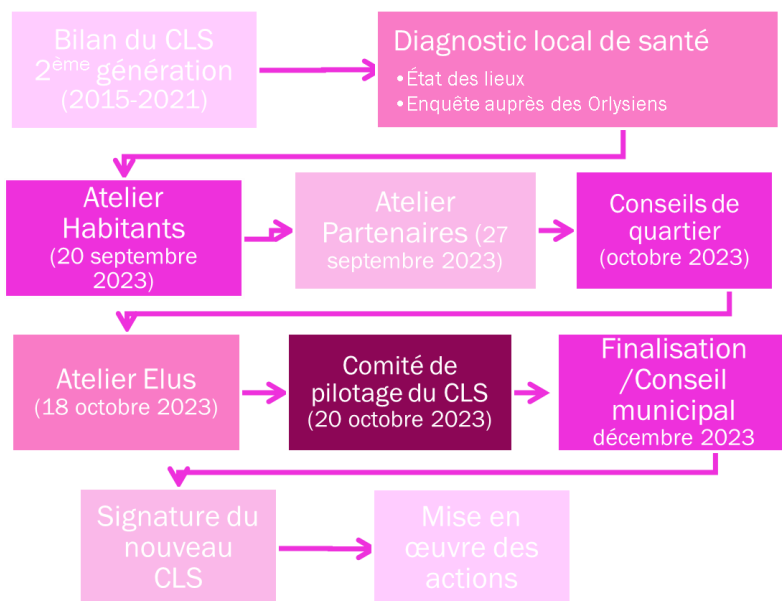 Bilan du CLS
2ème génération
(2015-2021)
Diagnostic local de santé
•État des lieux
•Enquête auprès des Orlysiens
Atelier
Habitants
(20 septembre
2023)
Atelier
Partenaires (27
septembre 2023)
Conseils de
quartier
(octobre 2023)
Atelier Elus
(18 octobre 2023)
Comité de
pilotage du CLS
(20 octobre 2023)
Finalisation
/Conseil
municipal
décembre 2023
Signature du
nouveau
CLS
Mise en
œuvre des
actions